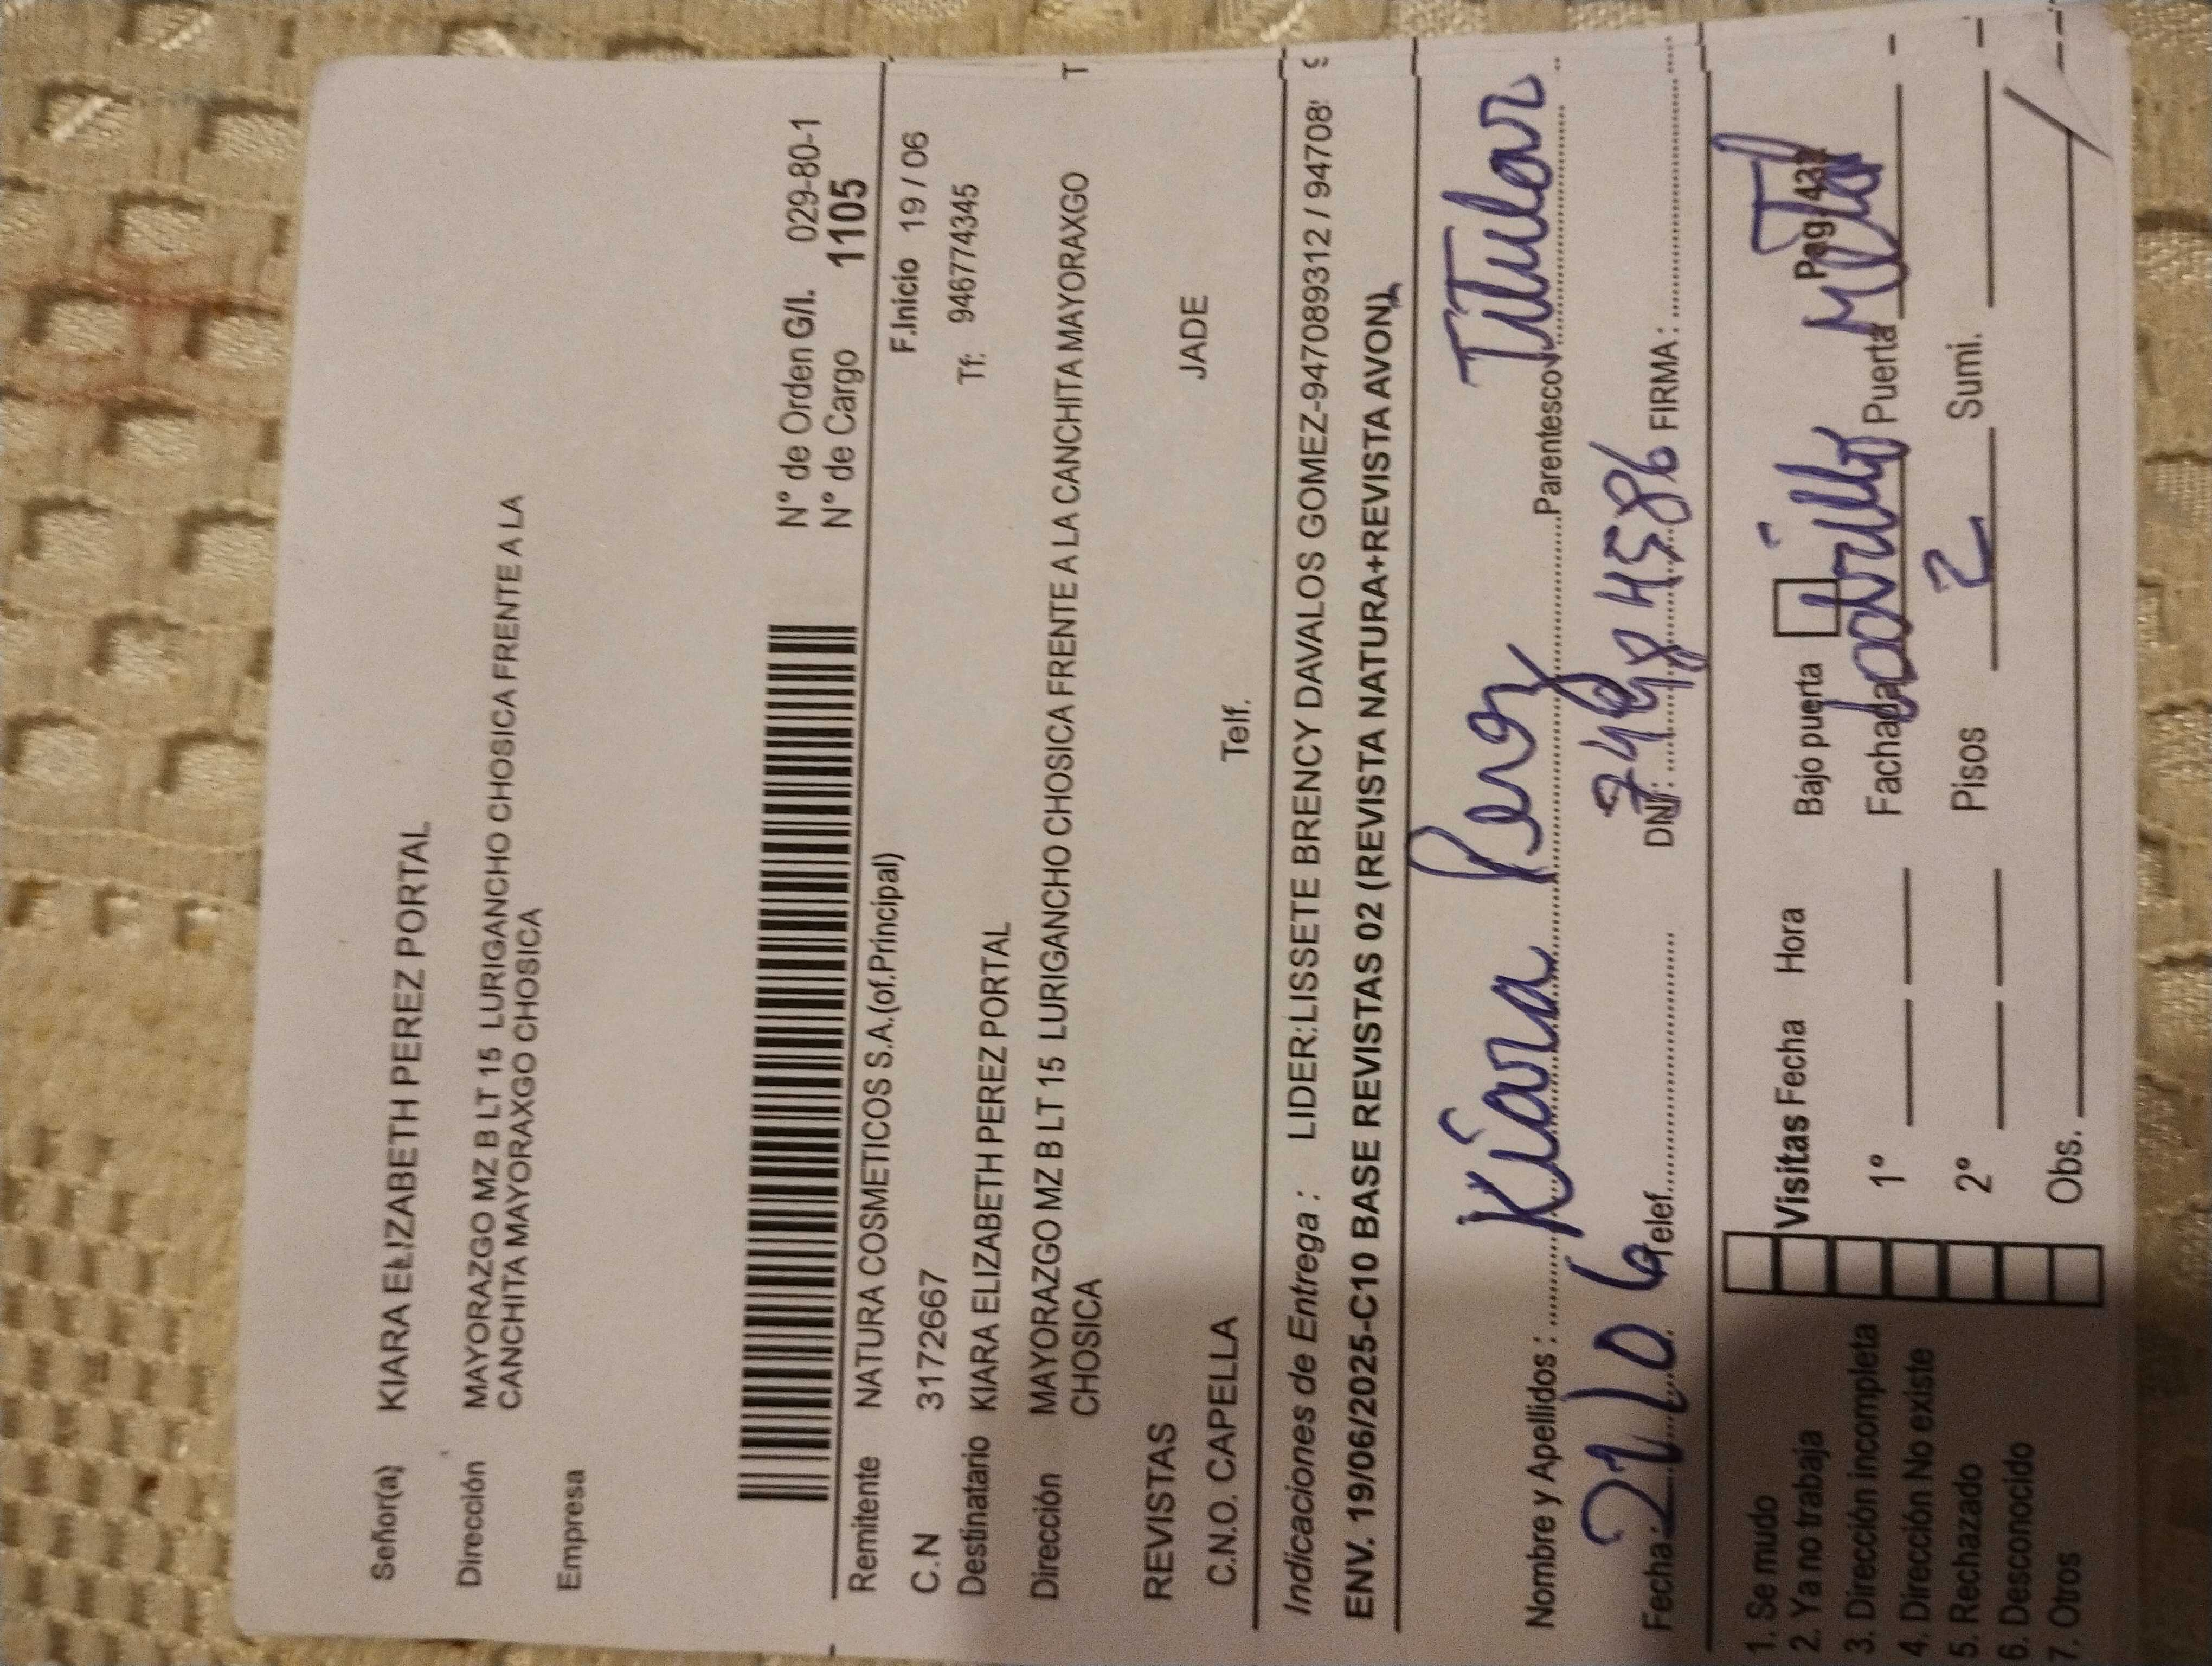 Señor(a) KIARA ELIZABETH PEREZ PORTAL
Dirección MAYORAZGO MZ B LT 15 LURIGANCHO CHOSICA FRENTE A LA
CANCHITA MAYORAXGO CHOSICA
Empresa
N° de Orden G/I. 029-80-1
N° de Cargo 1105
Remitente NATURA COSMETICOS S.A.(of.Principal) F.Inicio 19 / 06
C.N 31726667
Destinatario KIARA ELIZABETH PEREZ PORTAL Tf: 946774345
Dirección MAYORAZGO MZ B LT 15 LURIGANCHO CHOSICA FRENTE A LA CANCHITA MAYORAXGO T
CHOSICA
REVISTAS JADE
C.N.O. CAPELLA Telf.
Indicaciones de Entrega : LIDER:LISSETE BRENCY DAVALOS GOMEZ-947089312 / 94708
ENV. 19/06/2025-C10 BASE REVISTAS 02 (REVISTA NATURA+REVISTA AVON)
Nombre y Apellidos : Kiara Perez Parentesco Titular
Fecha: 21/06 Telef. DNI: FIRMA :
1. Se mudo
2. Ya no trabaja
3. Dirección incompleta
4. Dirección No existe
5. Rechazado
6. Desconocido
7. Otros
Visitas Fecha Hora Bajo puerta Pag 432
1° Fachada Ladrillo Puerta Metal
2° Pisos 2 Sumi.
Obs.